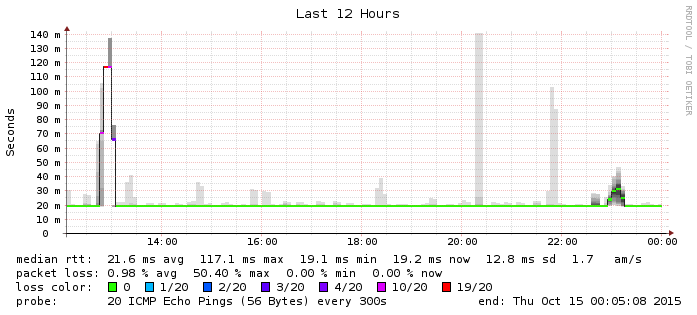 Last 12 Hours
RRDTOOL / TOBI OETIKER
Seconds
140 m
130 m
120 m
110 m
100 m
90 m
80 m
70 m
60 m
50 m
40 m
30 m
20 m
10 m
0
14:00 16:00 18:00 20:00 22:00 00:00
median rtt: 21.6 ms avg 117.1 ms max 19.1 ms min 19.2 ms now 12.8 ms sd 1.7 am/s
packet loss: 0.98 % avg 50.40 % max 0.00 % min 0.00 % now
loss color: 0 1/20 2/20 3/20 4/20 10/20 19/20
probe: 20 ICMP Echo Pings (56 Bytes) every 300s end: Thu Oct 15 00:05:08 2015